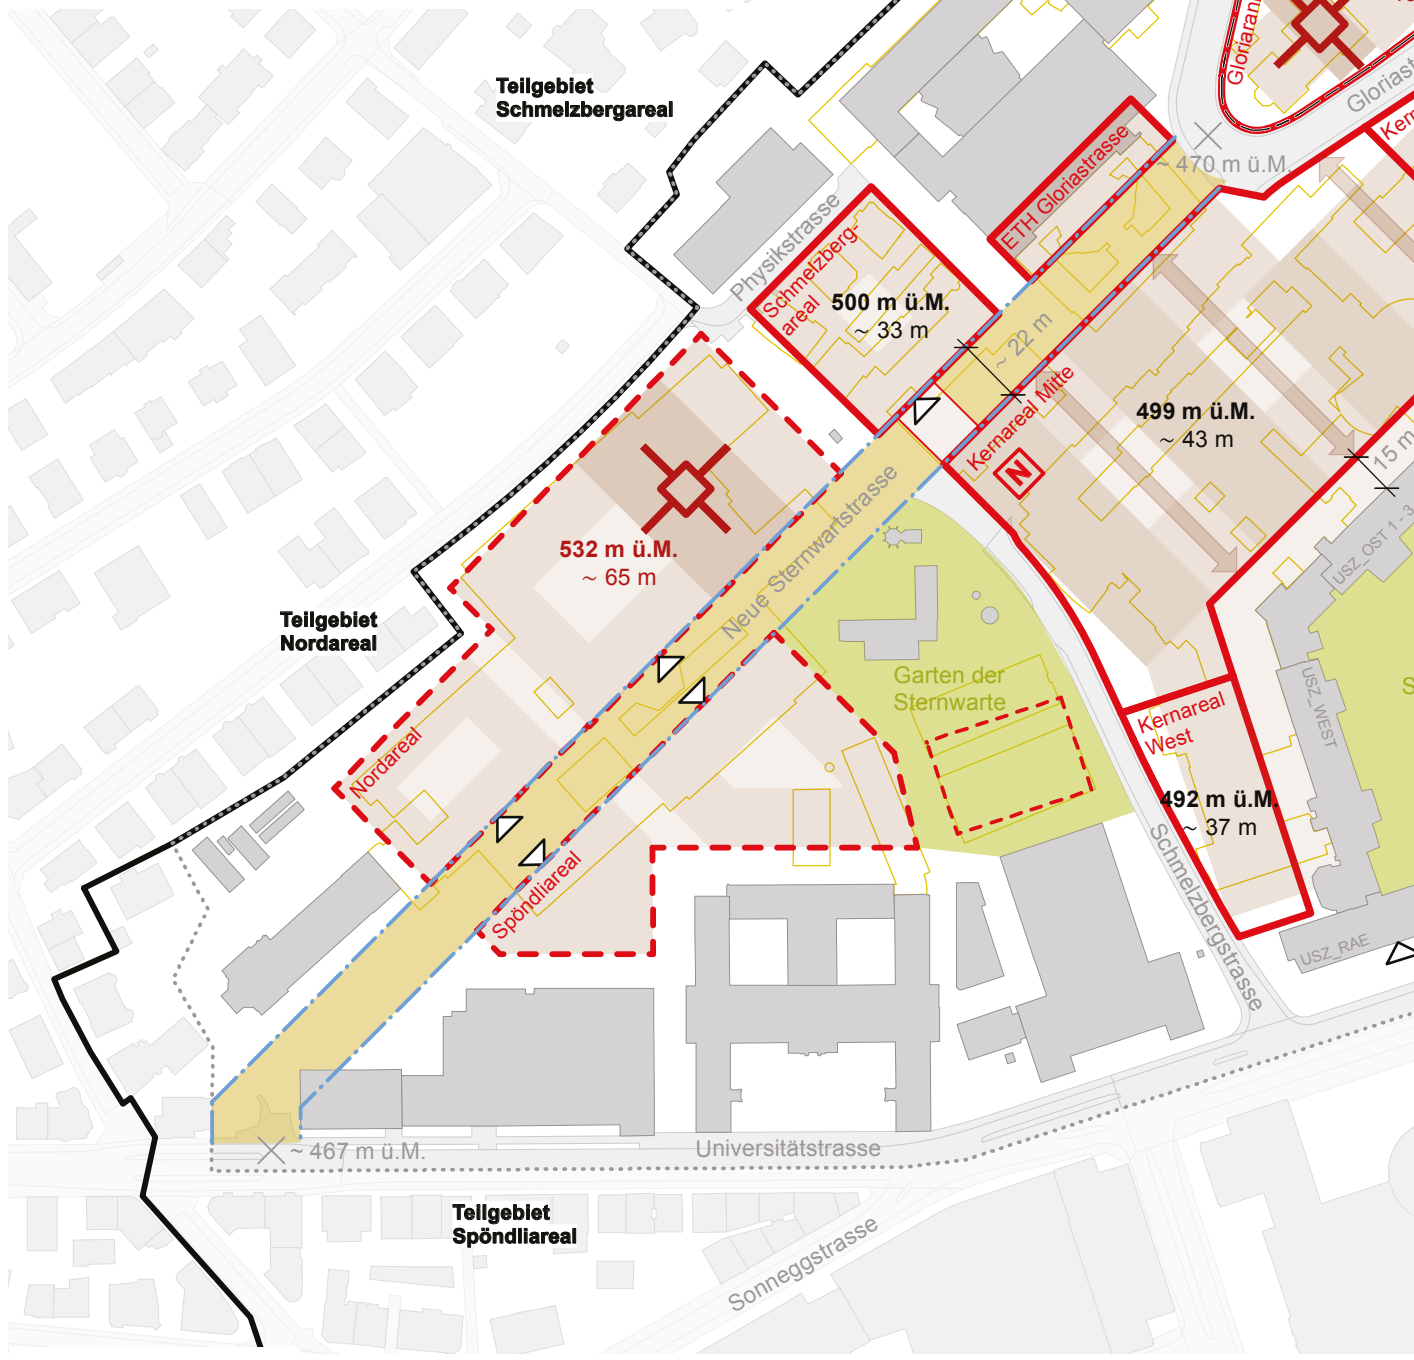 Teilgebiet
Schmelzbergareal
Gloriastr
Kern
~ 470 m ü.M.
ETH Gloriastrasse
Physikstrasse
Schmelzberg-
areal
500 m ü.M.
~ 33 m
~ 22 m
Kernareal Mitte
499 m ü.M.
~ 43 m
15 m
N
532 m ü.M.
~ 65 m
Neue Sternwartstrasse
USZ_OST 1 - 3
Teilgebiet
Nordareal
Garten der
Sternwarte
USZ_WEST
S
Kernareal
West
Nordareal
492 m ü.M.
~ 37 m
Spöndliareal
Schmelzbergstrasse
USZ_RAE
Universitätstrasse
~ 467 m ü.M.
Teilgebiet
Spöndliareal
Sonneggstrasse